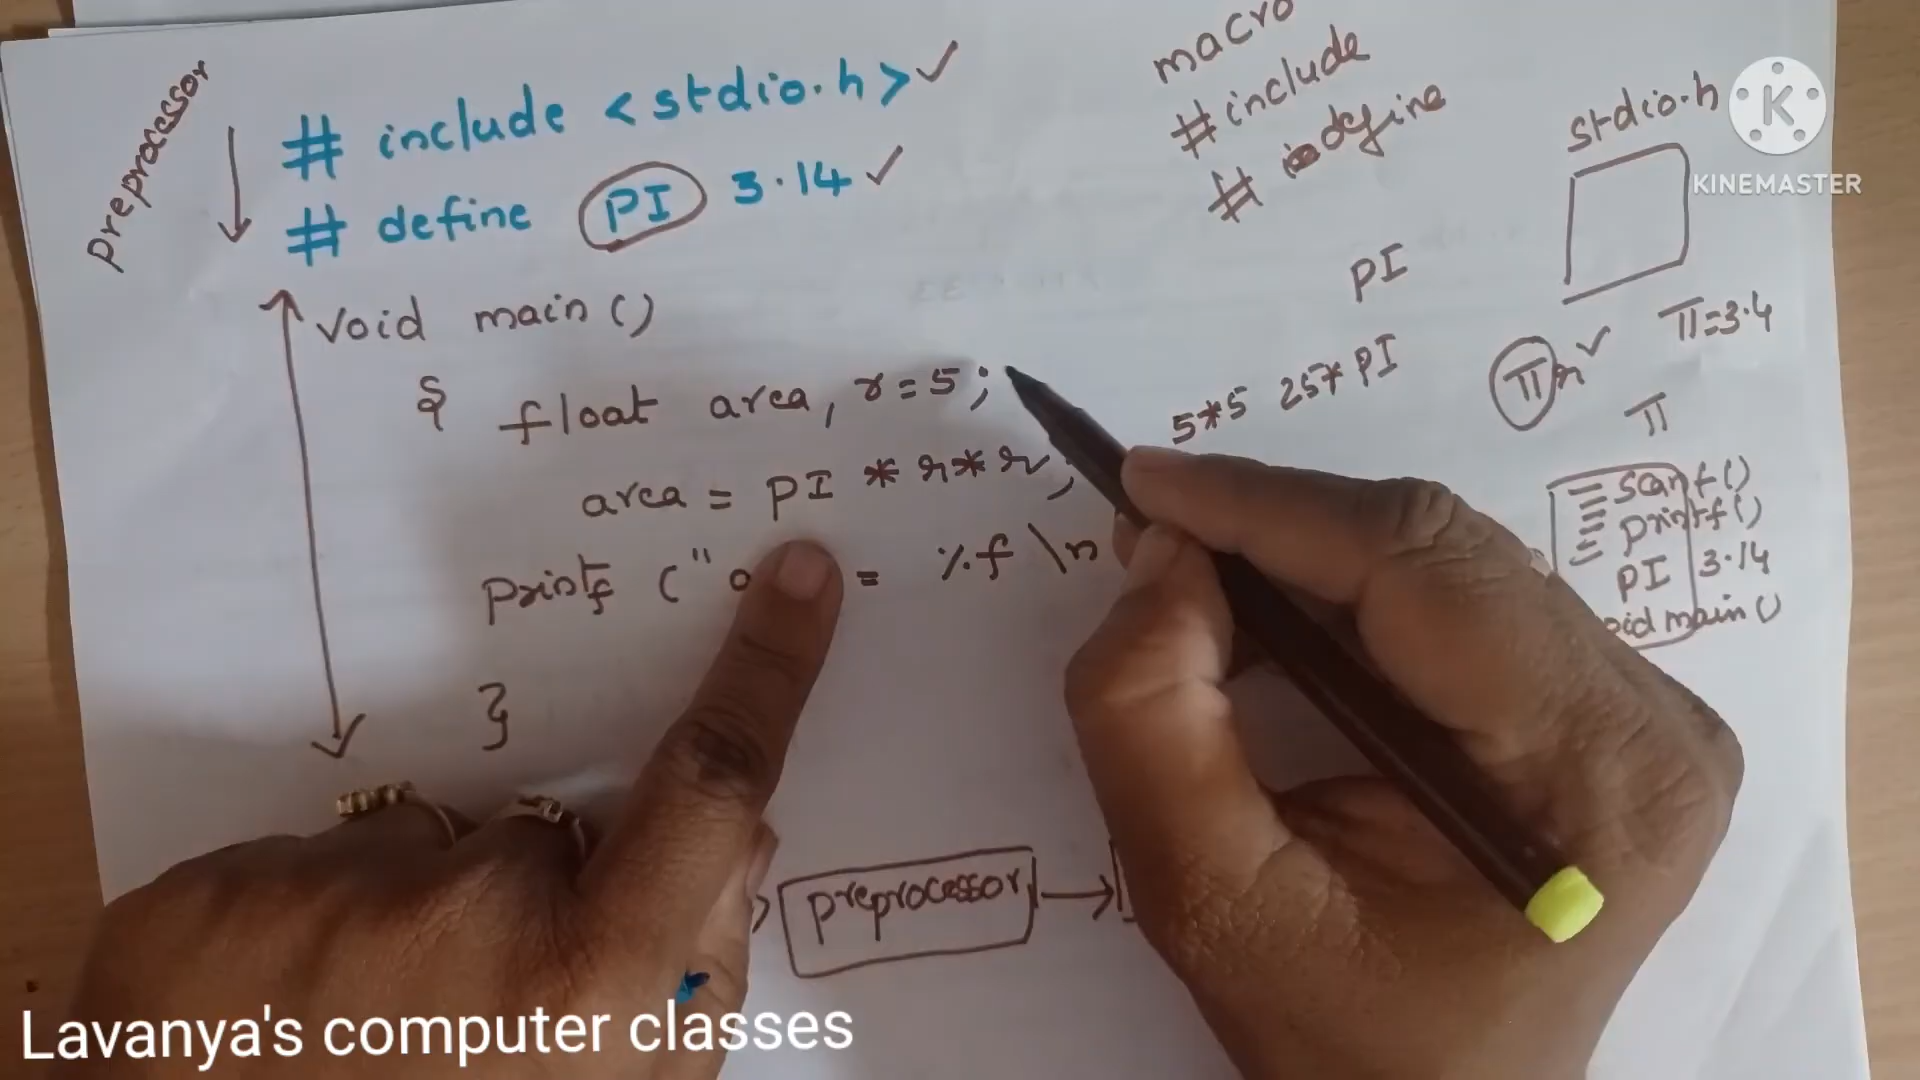 Preprocessor
# include <stdio.h> ✓
# define PI 3.14 ✓
void main()
{ float area, r=5;
area = PI * r*r;
printf (" = %f \n
}
macro
#include
# define
PI
5*5 25* PI
stdio.h
π=3.4
πr ✓
π
scanf()
printf()
PI 3.14
main()
preprocessor
K
KINEMASTER
Lavanya's computer classes